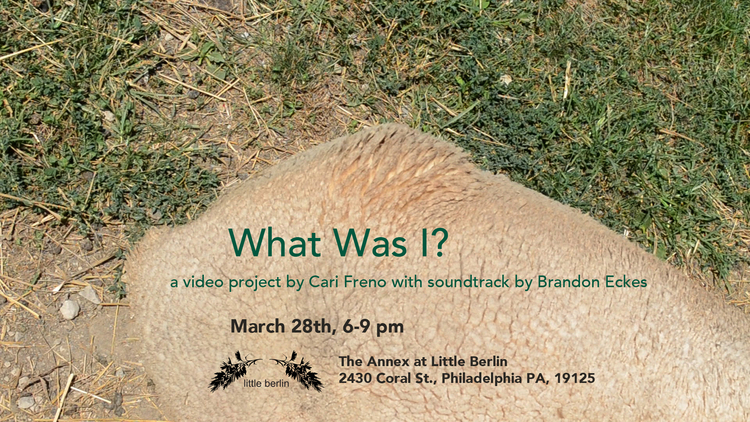 What Was I?
a video project by Cari Freno with soundtrack by Brandon Eckes
March 28th, 6-9 pm
little berlin
The Annex at Little Berlin
2430 Coral St., Philadelphia PA, 19125